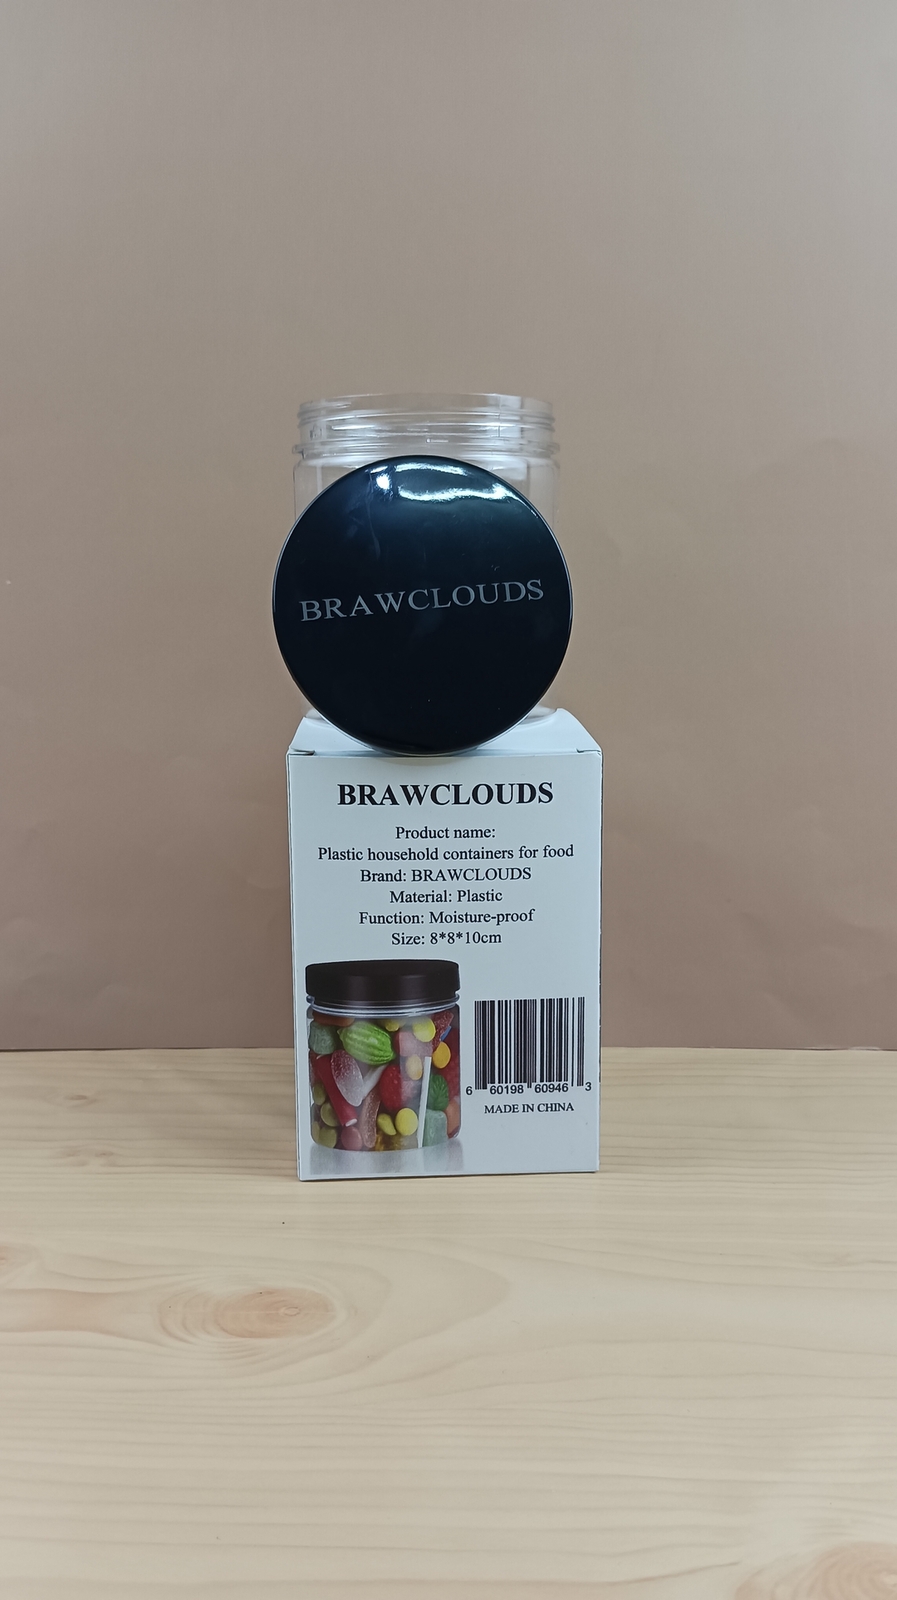 BRAWCLOUDS
BRAWCLOUDS
Product name:
Plastic household containers for food
Brand: BRAWCLOUDS
Material: Plastic
Function: Moisture-proof
Size: 8*8*10cm
6 60198 60946 3
MADE IN CHINA